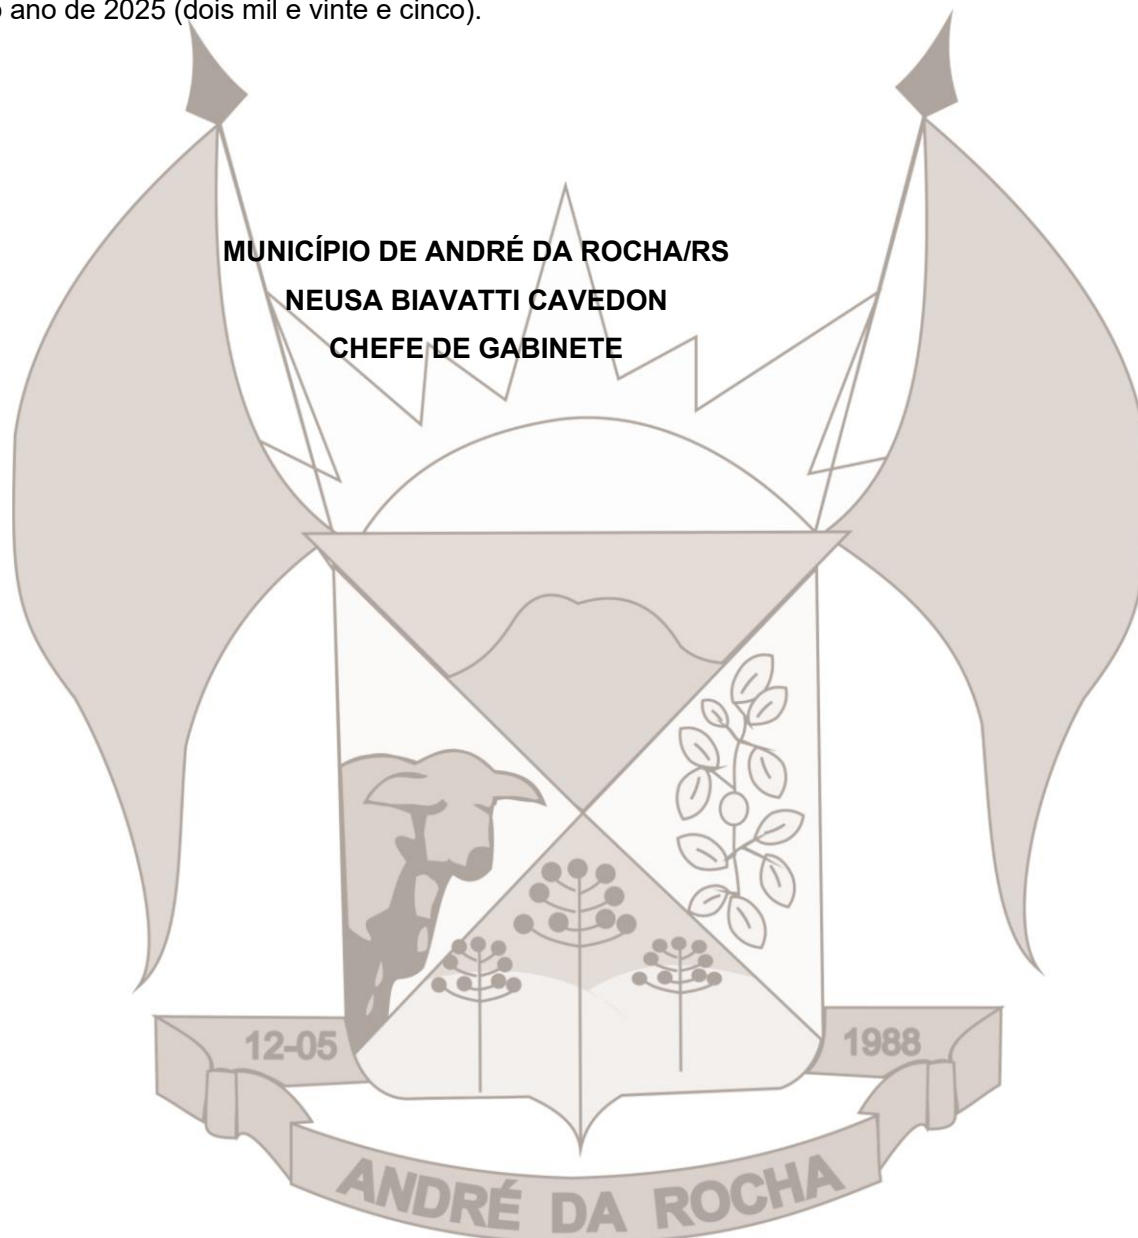 o ano de 2025 (dois mil e vinte e cinco).
MUNICÍPIO DE ANDRÉ DA ROCHA/RS
NEUSA BIAVATTI CAVEDON
CHEFE DE GABINETE
12-05
1988
ANDRÉ DA ROCHA